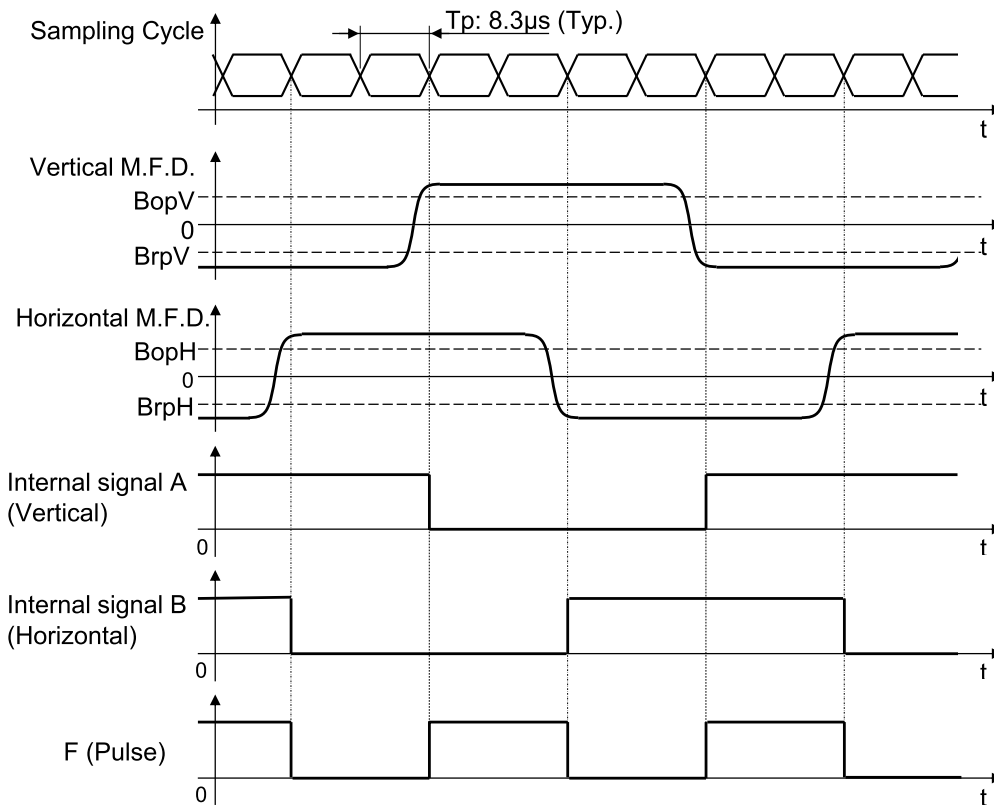 Tp: 8.3µs (Typ.)
Sampling Cycle
t
Vertical M.F.D.
BopV
0
BrpV
t
Horizontal M.F.D.
BopH
0
BrpH
t
Internal signal A
(Vertical)
0
t
Internal signal B
(Horizontal)
0
t
F (Pulse)
0
t